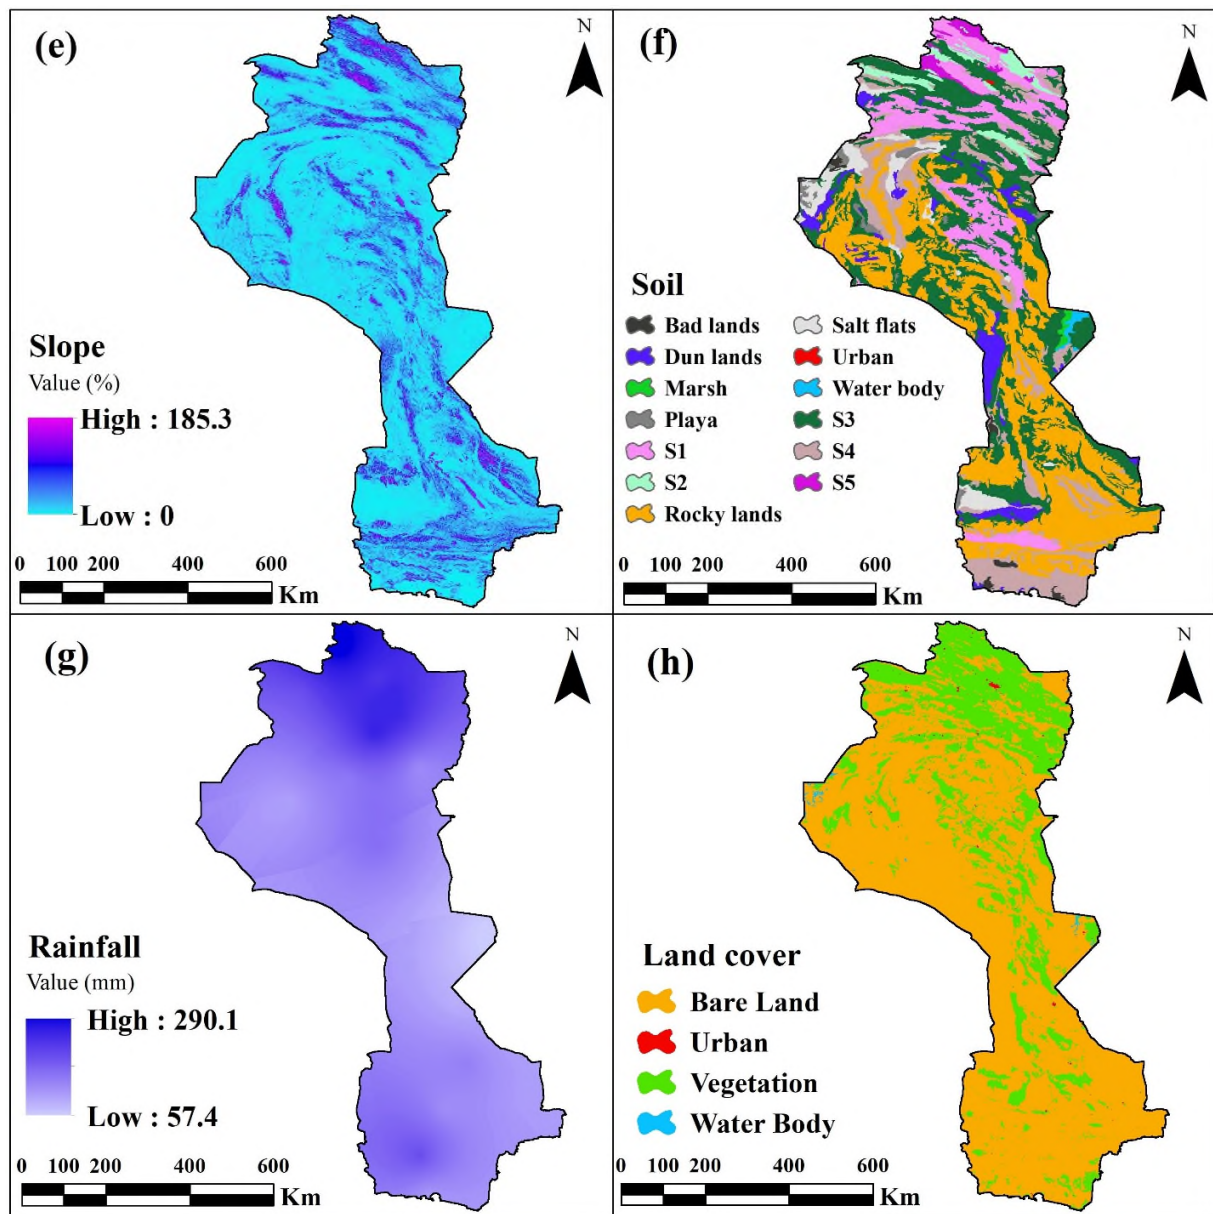 (e)
N
Slope
Value (%)
High : 185.3
Low : 0
0 100 200 400 600
Km
(f)
N
Soil
Bad lands Salt flats
Dun lands Urban
Marsh Water body
Playa S3
S1 S4
S2 S5
Rocky lands
0 100 200 400 600
Km
(g)
N
Rainfall
Value (mm)
High : 290.1
Low : 57.4
0 100 200 400 600
Km
(h)
N
Land cover
Bare Land
Urban
Vegetation
Water Body
0 100 200 400 600
Km